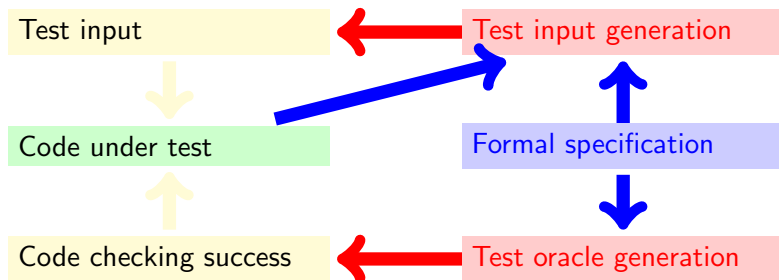 Test input
Test input generation
Code under test
Formal specification
Code checking success
Test oracle generation